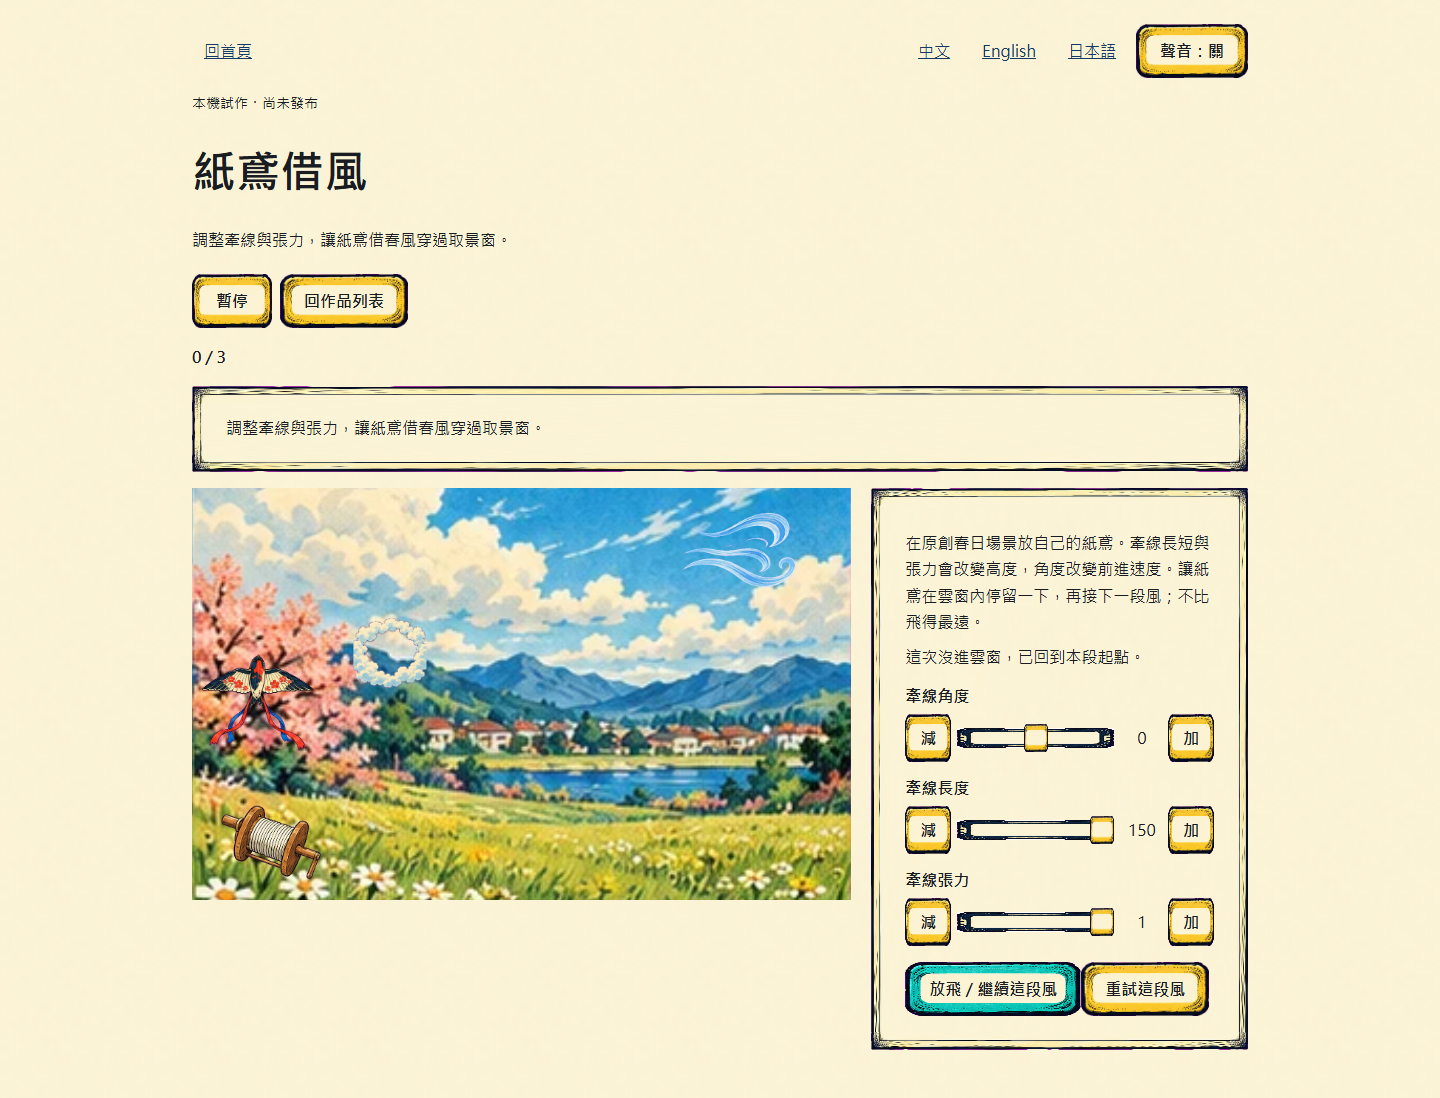 回首頁
中文 English 日本語 聲音：關
本機試作・尚未發布
紙鳶借風
調整牽線與張力，讓紙鳶借春風穿過取景窗。
暫停 回作品列表
0 / 3
調整牽線與張力，讓紙鳶借春風穿過取景窗。
在原創春日場景放自己的紙鳶。牽線長短與
張力會改變高度，角度改變前進速度。讓紙
鳶在雲窗內停留一下，再接下一段風；不比
飛得最遠。
這次沒進雲窗，已回到本段起點。
牽線角度
減 0 加
牽線長度
減 150 加
牽線張力
減 1 加
放飛 / 繼續這段風 重試這段風